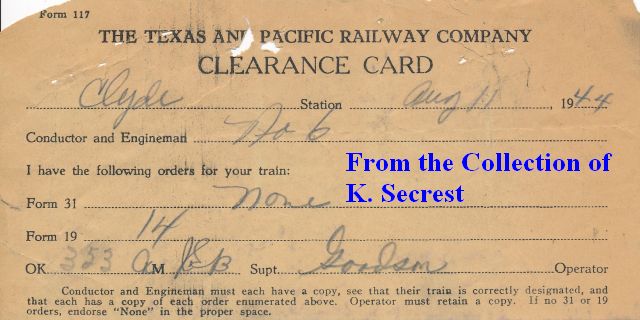 Form 117
THE TEXAS AND PACIFIC RAILWAY COMPANY
CLEARANCE CARD
Clyde Station Aug 11, 1944
Conductor and Engineman No 6
I have the following orders for your train:
From the Collection of
K. Secrest
Form 31 None
Form 19 14
OK 353 A M Supt. Goodson Operator
Conductor and Engineman must each have a copy, see that their train is correctly designated, and
that each has a copy of each order enumerated above. Operator must retain a copy. If no 31 or 19
orders, endorse "None" in the proper space.